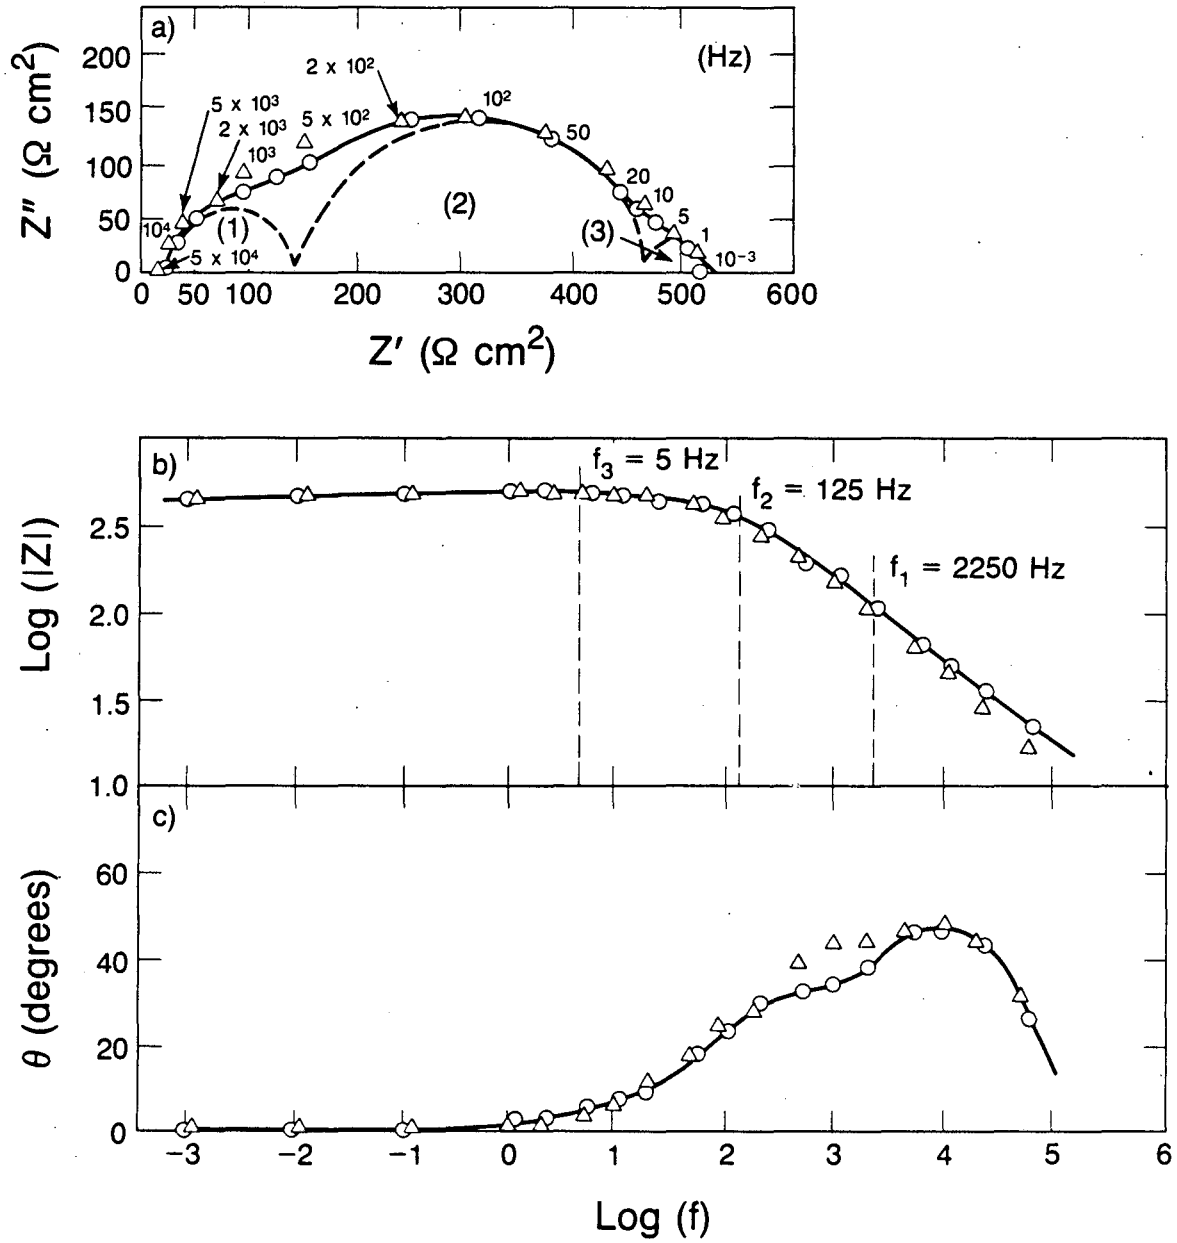 a)
(Hz)
Z″ (Ω cm²)
200
150
100
50
0
5 × 10³
2 × 10³
10³
5 × 10²
2 × 10²
10²
50
20
10
5
1
10⁻³
10⁴
5 × 10⁴
(1)
(2)
(3)
0 50 100 200 300 400 500 600
Z′ (Ω cm²)
b)
f₃ = 5 Hz
f₂ = 125 Hz
f₁ = 2250 Hz
Log (|Z|)
2.5
2.0
1.5
1.0
c)
θ (degrees)
60
40
20
0
−3 −2 −1 0 1 2 3 4 5 6
Log (f)